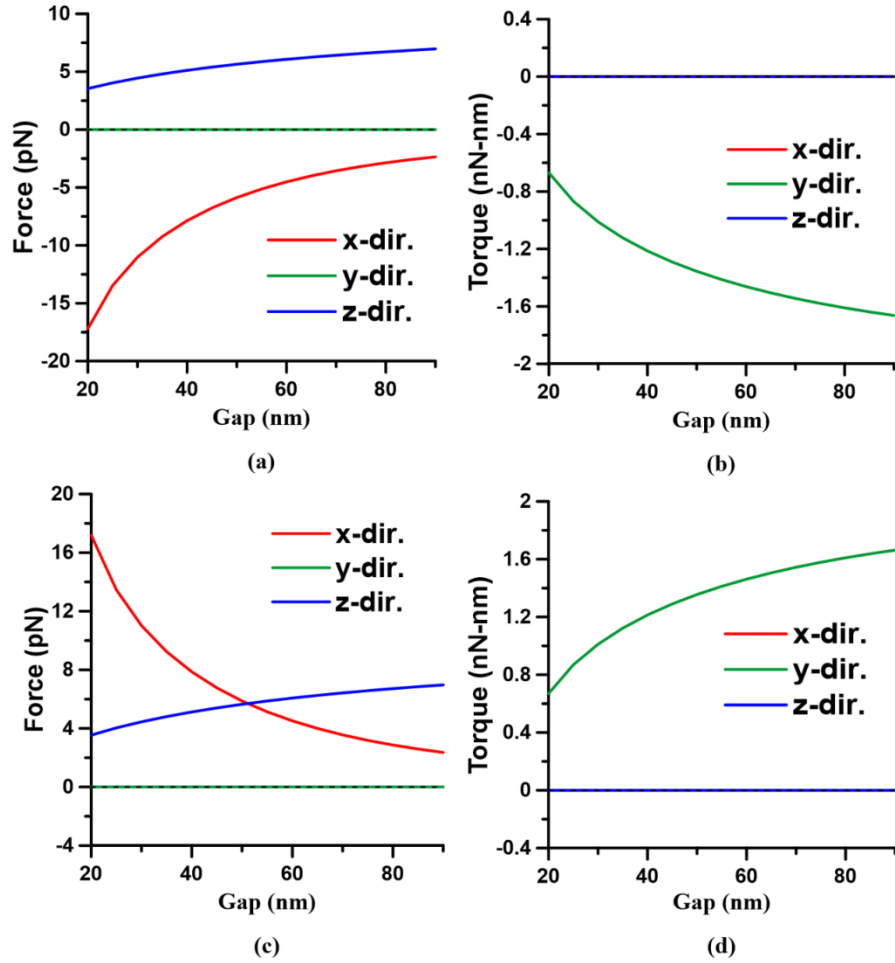 10
5
0
-5
-10
-15
-20
Force (pN)
x-dir.
y-dir.
z-dir.
20
40
60
80
Gap (nm)
(a)
0.4
0
-0.4
-0.8
-1.2
-1.6
-2
Torque (nN-nm)
x-dir.
y-dir.
z-dir.
20
40
60
80
Gap (nm)
(b)
20
16
12
8
4
0
-4
Force (pN)
x-dir.
y-dir.
z-dir.
20
40
60
80
Gap (nm)
(c)
2
1.6
1.2
0.8
0.4
0
-0.4
Torque (nN-nm)
x-dir.
y-dir.
z-dir.
20
40
60
80
Gap (nm)
(d)